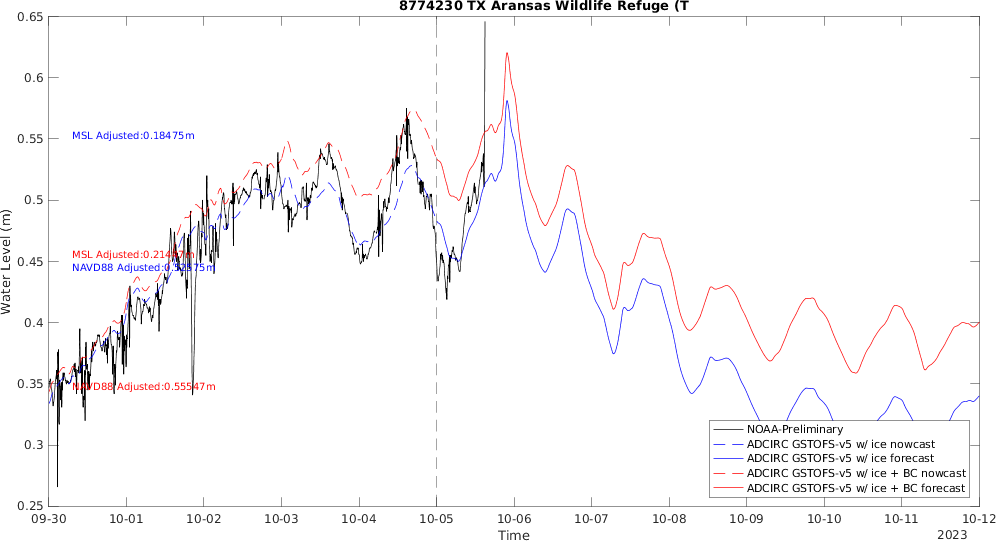 8774230 TX Aransas Wildlife Refuge (T
Water Level (m)
0.65
0.6
0.55
0.5
0.45
0.4
0.35
0.3
0.25
MSL Adjusted:0.18475m
MSL Adjusted:
NAVD88 Adjusted:
NAVD88 Adjusted:0.55547m
NOAA-Preliminary
ADCIRC GSTOFS-v5 w/ ice nowcast
ADCIRC GSTOFS-v5 w/ ice forecast
ADCIRC GSTOFS-v5 w/ ice + BC nowcast
ADCIRC GSTOFS-v5 w/ ice + BC forecast
09-30 10-01 10-02 10-03 10-04 10-05 10-06 10-07 10-08 10-09 10-10 10-11 10-12
Time
2023